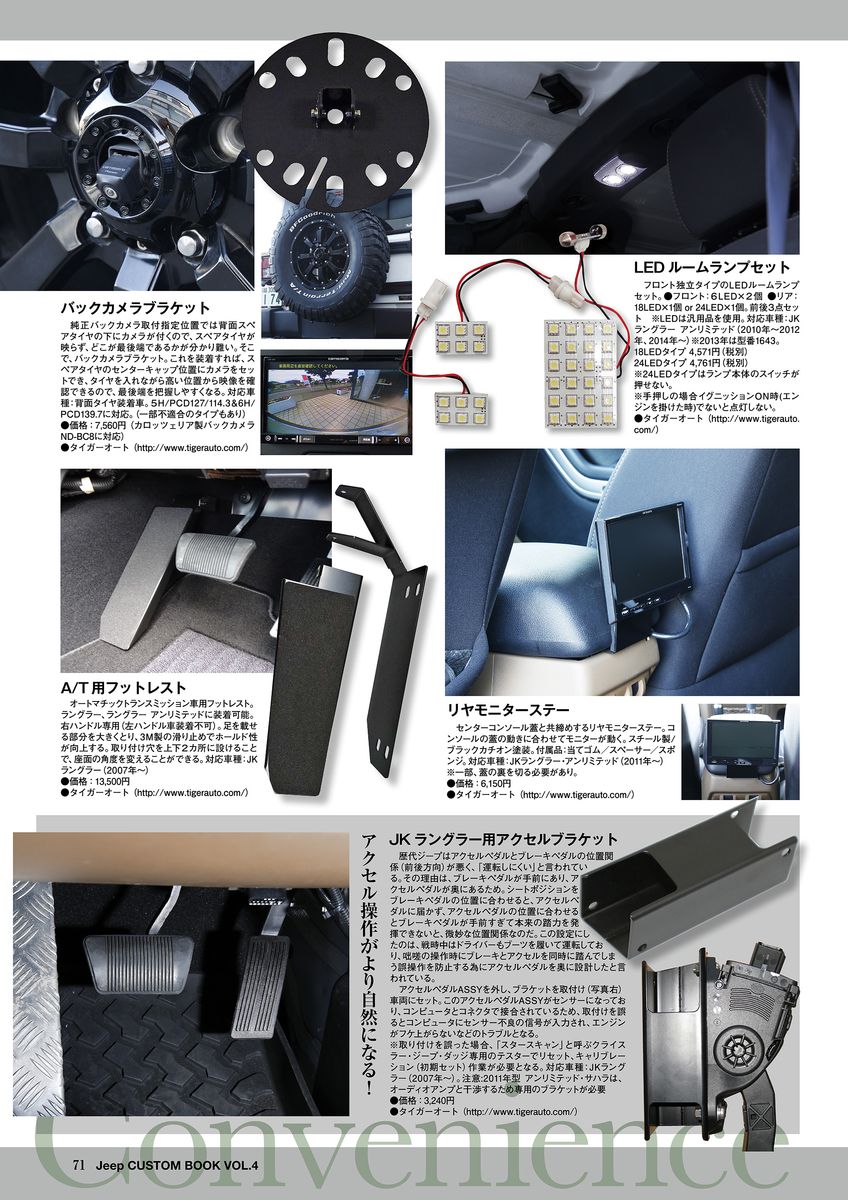 バックカメラブラケット
純正バックカメラ取付指定位置では背面スペ
アタイヤの下にカメラが付くので、スペアタイヤが
映らず、どこが最後端であるかが分かり難い。そこ
で、バックカメラブラケット。これを装着すれば、ス
ペアタイヤのセンターキャップ位置にカメラをセッ
トでき、タイヤを入れながら高い位置から映像を確
認できるので、最後端を把握しやすくなる。対応車
種：背面タイヤ装着車。5H/PCD127/114.3＆6H/
PCD139.7に対応。（一部不適合のタイプもあり）
●価格：7,560円（カロッツェリア製バックカメラ
ND-BC8に対応）
●タイガーオート（http://www.tigerauto.com/）
BFGoodrich
carrozzeria
車両周辺を直接確認してください。
LED ルームランプセット
フロント独立タイプのLEDルームランプ
セット。●フロント：6LED×2個 ●リア：
18LED×1個 or 24LED×1個。前後3点セッ
ト ※LEDは汎用品を使用。対応車種：JK
ラングラー アンリミテッド（2010年〜2012
年、2014年〜）※2013年は型番1643。
18LEDタイプ 4,571円（税別）
24LEDタイプ 4,761円（税別）
※24LEDタイプはランプ本体のスイッチが
押せない。
※手押しの場合イグニッションON時（エン
ジンを掛けた時）でないと点灯しない。
●タイガーオート（http://www.tigerauto.
com/）
A/T用フットレスト
オートマチックトランスミッション車用フットレスト。
ラングラー、ラングラー アンリミテッドに装着可能。
右ハンドル専用（左ハンドル車装着不可）。足を載せ
る部分を大きくとり、3M製の滑り止めでホールド性
が向上する。取り付け穴を上下2カ所に設けること
で、座面の角度を変えることができる。対応車種：JK
ラングラー（2007年〜）
●価格：13,500円
●タイガーオート（http://www.tigerauto.com/）
リヤモニターステー
センターコンソール蓋と共締めするリヤモニターステー。コ
ンソールの蓋の動きに合わせてモニターが動く。スチール製／
ブラックカチオン塗装。付属品：当てゴム／スペーサー／スポ
ンジ。対応車種：JKラングラー・アンリミテッド（2011年〜）
※一部、蓋の裏を切る必要があり。
●価格：6,150円
●タイガーオート（http://www.tigerauto.com/）
アクセル操作がより自然になる！
JK ラングラー用アクセルブラケット
歴代ジープはアクセルペダルとブレーキペダルの位置関
係（前後方向）が悪く、「運転しにくい」と言われてい
る。その理由は、ブレーキペダルが手前にあり、ア
クセルペダルが奥にあるため。シートポジションを
ブレーキペダルの位置に合わせると、アクセルペ
ダルに届かず、アクセルペダルの位置に合わせる
とブレーキペダルが手前すぎて本来の踏力を発
揮できないと、微妙な位置関係なのだ。この設定にし
たのは、戦時中はドライバーもブーツを履いて運転してお
り、咄嗟の操作時にブレーキとアクセルを同時に踏んでしま
う誤操作を防止する為にアクセルペダルを奥に設計したと言
われている。
アクセルペダルASSYを外し、ブラケットを取付け（写真右）
車両にセット。このアクセルペダルASSYがセンサーになってお
り、コンピュータとコネクタで接合されているため、取付けを誤
るとコンピュータにセンサー不良の信号が入力され、エンジン
がフケ上がらないなどのトラブルとなる。
※取り付けを誤った場合、「スタースキャン」と呼ぶクライス
ラー・ジープ・ダッジ専用のテスターでリセット、キャリブレー
ション（初期セット）作業が必要となる。対応車種：JKラング
ラー（2007年〜）。注意:2011年型 アンリミテッド・サハラは、
オーディオアンプと干渉するため専用のブラケットが必要
●価格：3,240円
●タイガーオート（http://www.tigerauto.com/）
Convenience
71 Jeep CUSTOM BOOK VOL.4